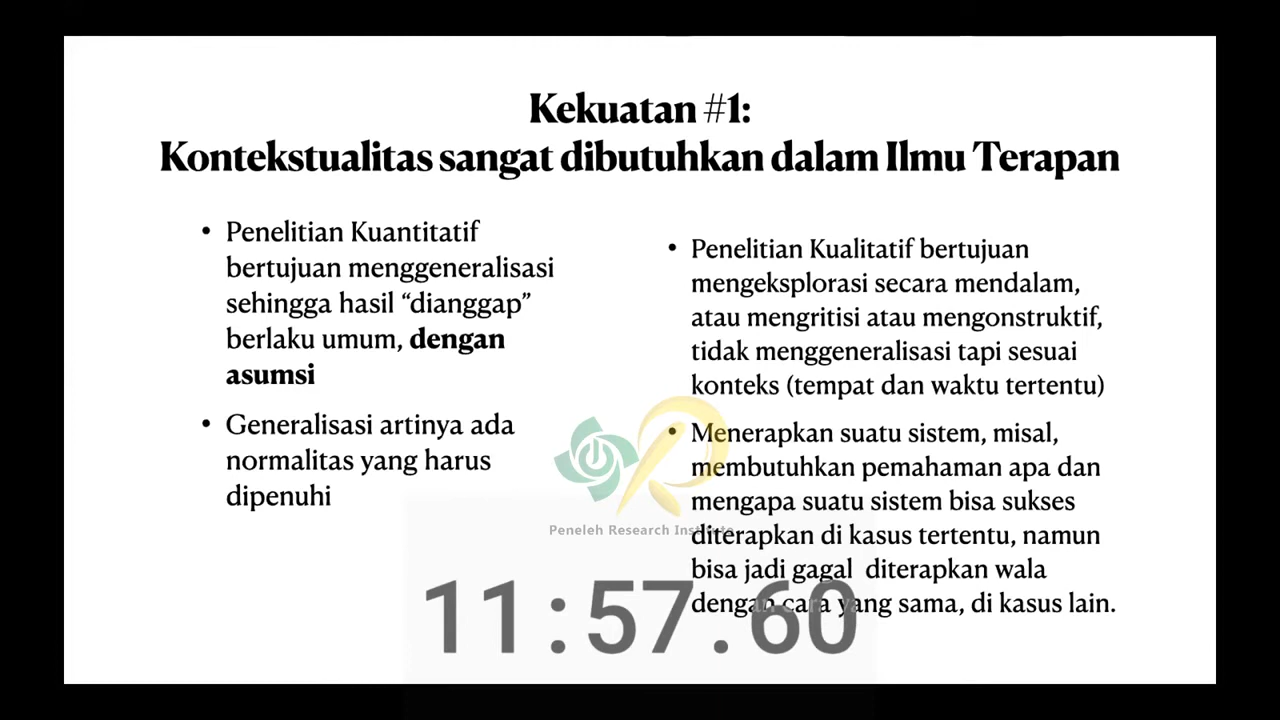 Kekuatan #1:
Kontekstualitas sangat dibutuhkan dalam Ilmu Terapan
• Penelitian Kuantitatif
bertujuan menggeneralisasi
sehingga hasil “dianggap”
berlaku umum, dengan
asumsi
• Generalisasi artinya ada
normalitas yang harus
dipenuhi
• Penelitian Kualitatif bertujuan
mengeksplorasi secara mendalam,
atau mengritisi atau mengonstruktif,
tidak menggeneralisasi tapi sesuai
konteks (tempat dan waktu tertentu)
• Menerapkan suatu sistem, misal,
membutuhkan pemahaman apa dan
mengapa suatu sistem bisa sukses
diterapkan di kasus tertentu, namun
bisa jadi gagal diterapkan wala
dengan cara yang sama, di kasus lain.
Peneleh Research Institute
11:57.60